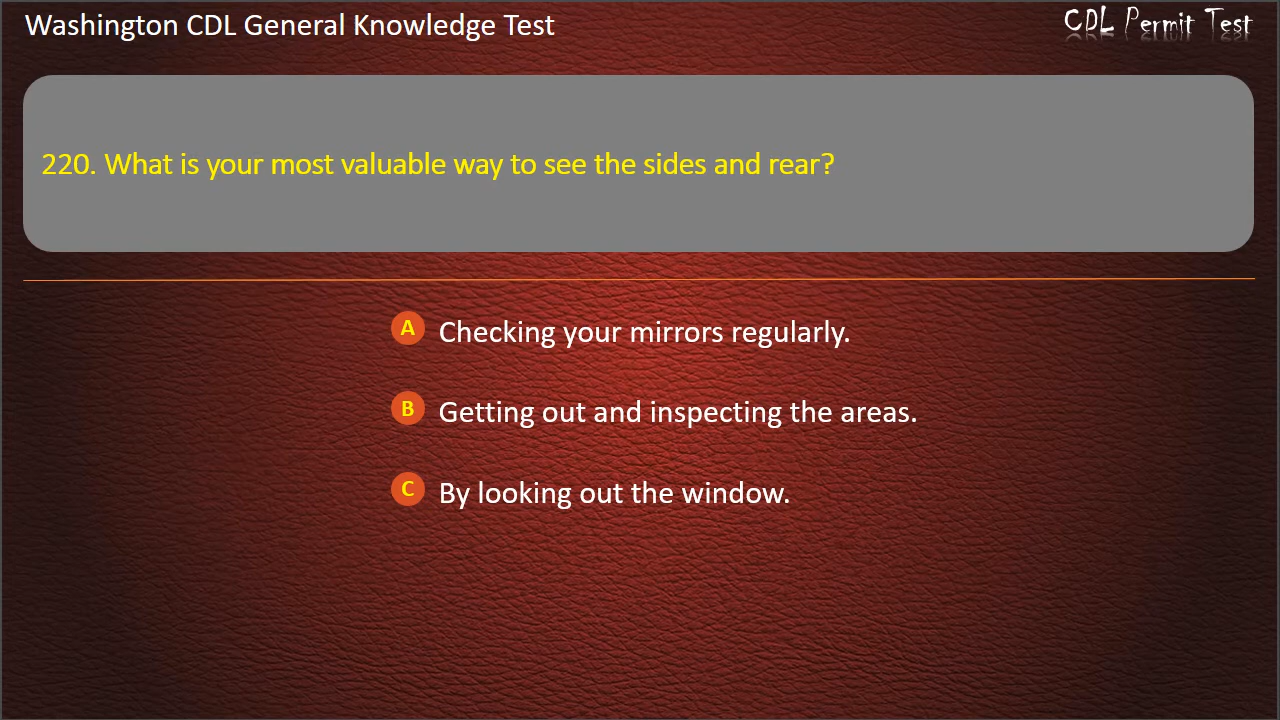 Washington CDL General Knowledge Test
CDL Permit Test
220. What is your most valuable way to see the sides and rear?
A Checking your mirrors regularly.
B Getting out and inspecting the areas.
C By looking out the window.